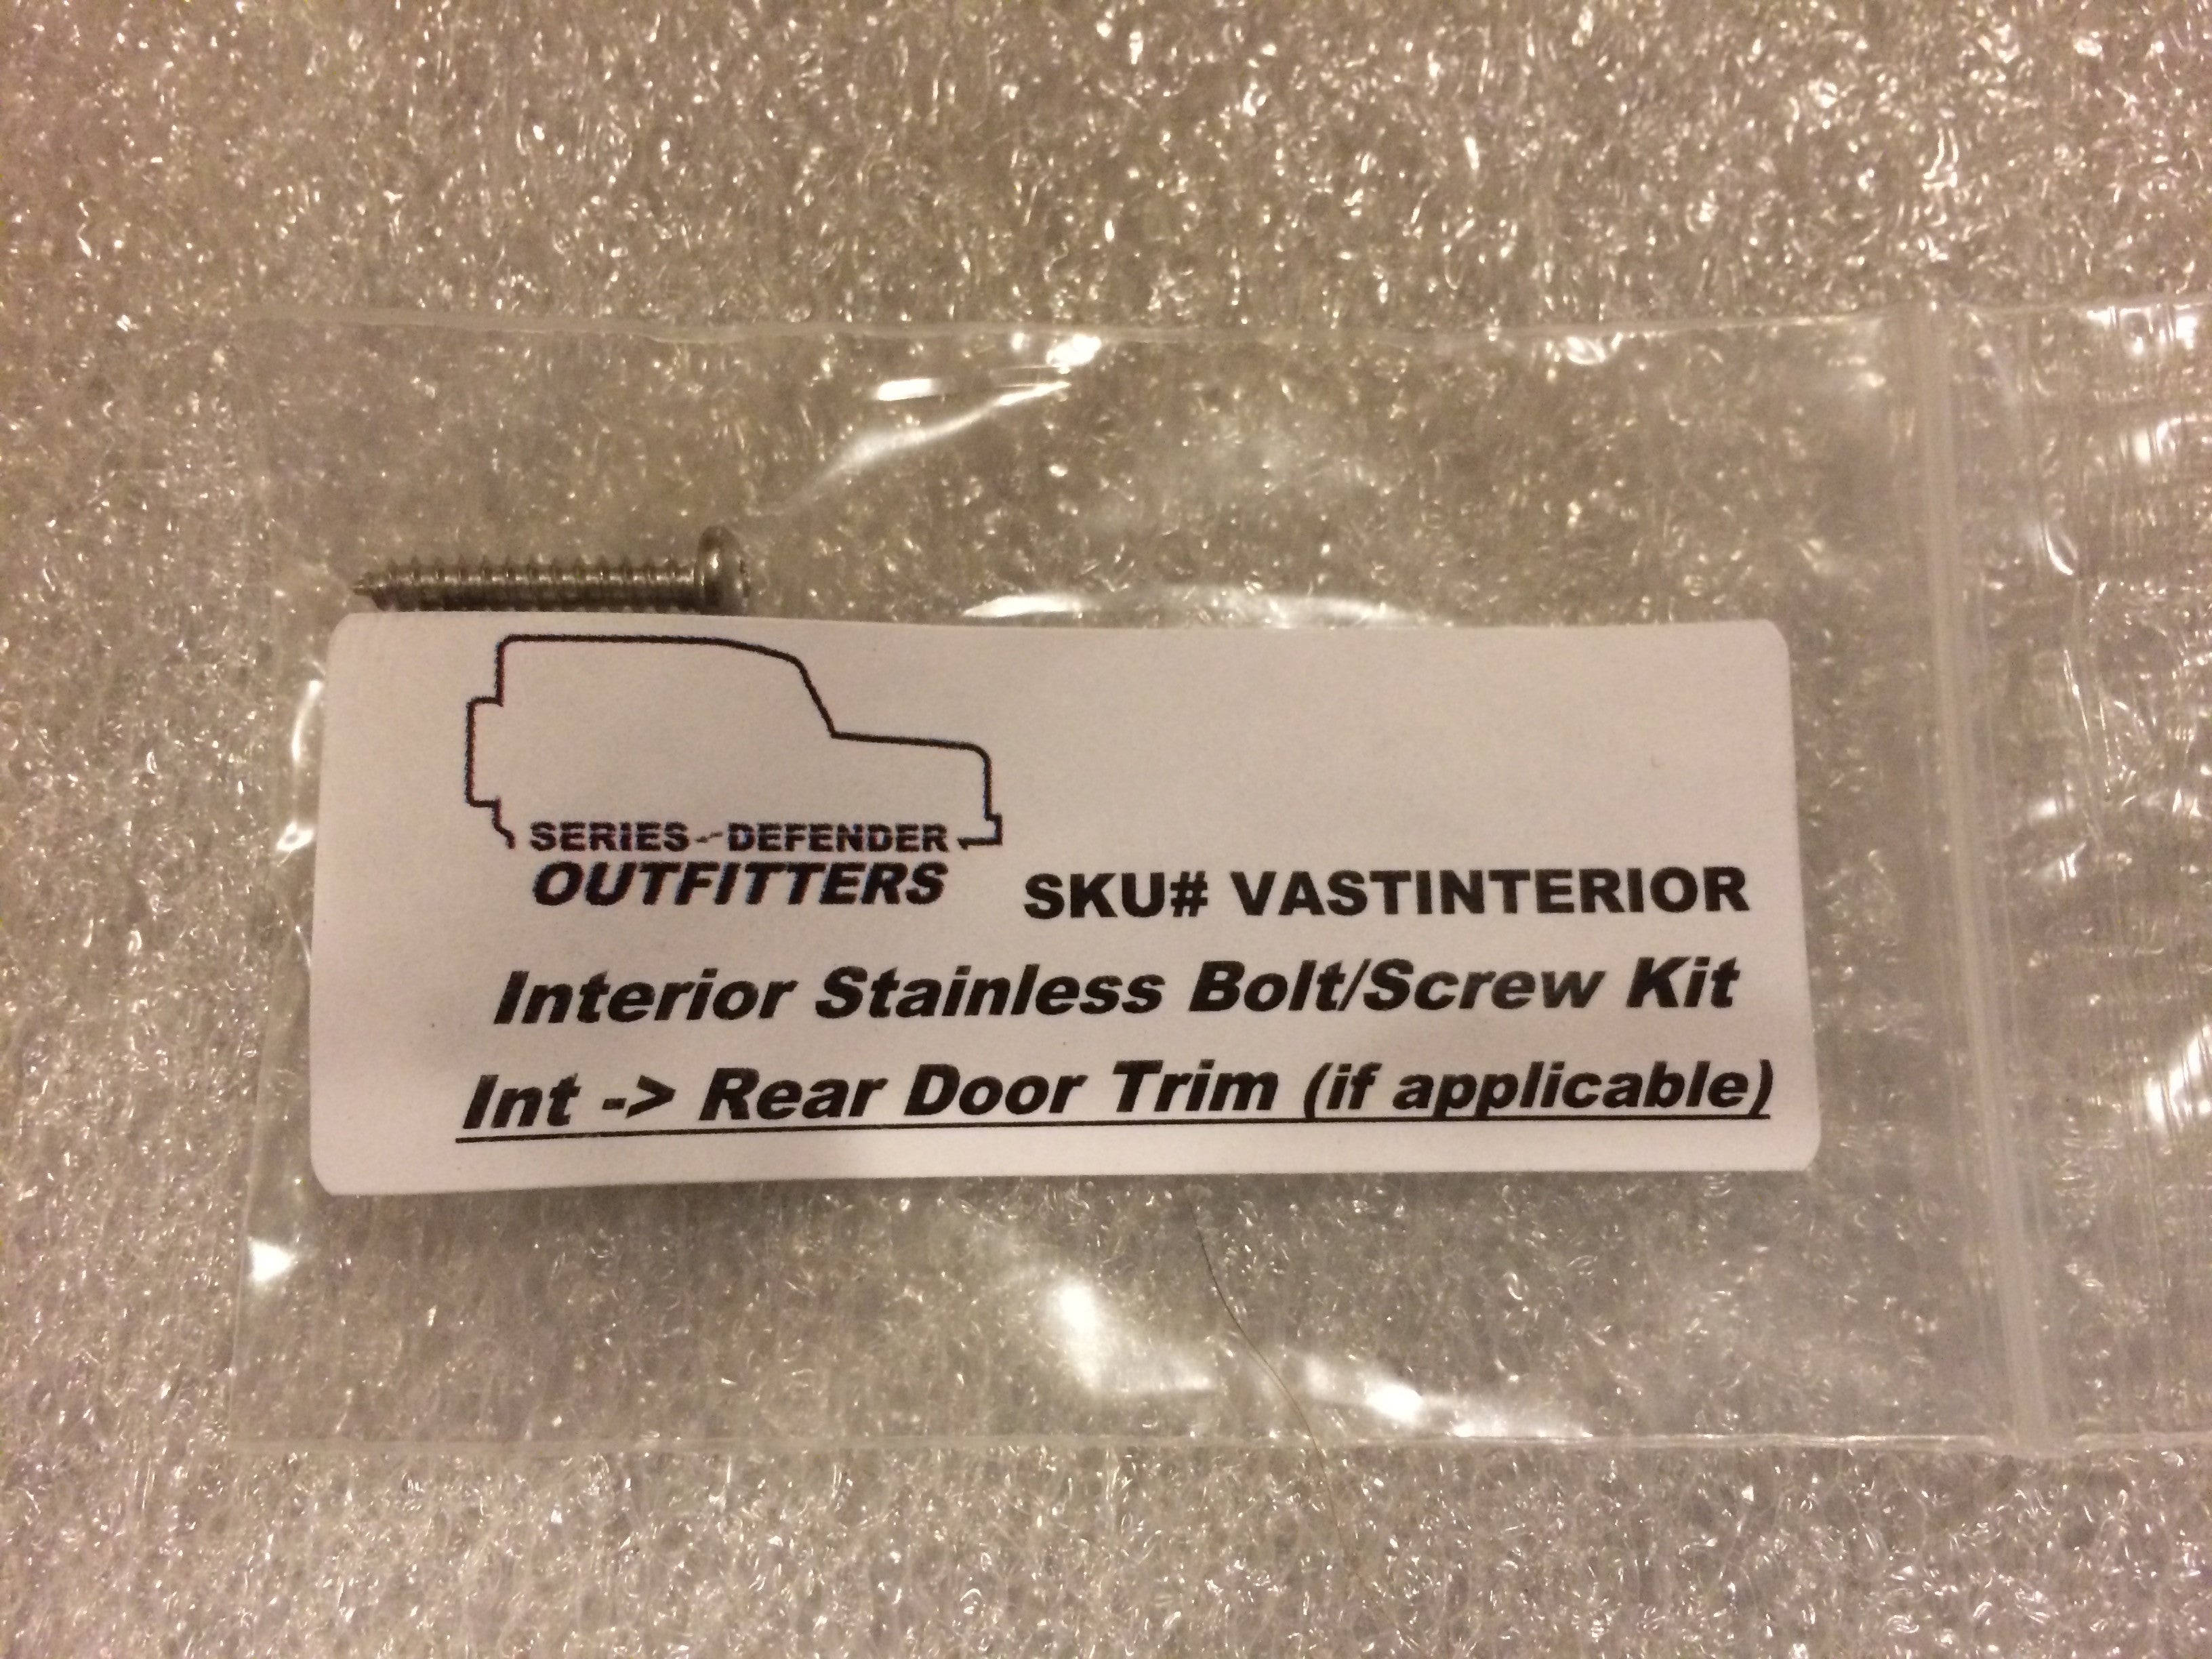 SERIES-DEFENDER
OUTFITTERS
SKU# VASTINTERIOR
Interior Stainless Bolt/Screw Kit
Int -> Rear Door Trim (if applicable)